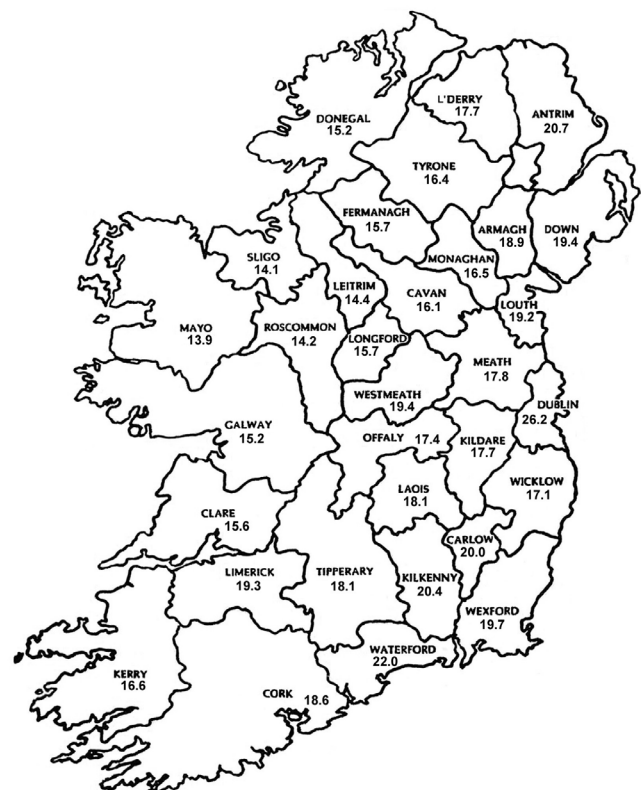 L'DERRY
17.7
ANTRIM
20.7
DONEGAL
15.2
TYRONE
16.4
FERMANAGH
15.7
ARMAGH
18.9
DOWN
19.4
MONAGHAN
16.5
SLIGO
14.1
LEITRIM
14.4
CAVAN
16.1
LOUTH
19.2
MAYO
13.9
ROSCOMMON
14.2
LONGFORD
15.7
MEATH
17.8
WESTMEATH
19.4
DUBLIN
26.2
GALWAY
15.2
OFFALY 17.4
KILDARE
17.7
LAOIS
18.1
WICKLOW
17.1
CLARE
15.6
CARLOW
20.0
LIMERICK
19.3
TIPPERARY
18.1
KILKENNY
20.4
WEXFORD
19.7
WATERFORD
22.0
KERRY
16.6
CORK 18.6